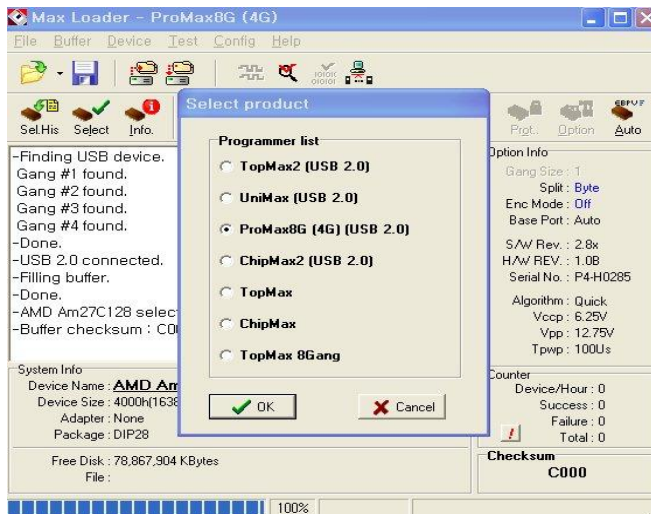 Max Loader - ProMax8G (4G)
File Buffer Device Test Config Help
Sel.His Select Info.
Prot.. Option Auto
-Finding USB device.
Gang #1 found.
Gang #2 found.
Gang #3 found.
Gang #4 found.
-Done.
-USB 2.0 connected.
-Filling buffer.
-Done.
-AMD Am27C128 selec
-Buffer checksum : C0
Select product
Programmer list
TopMax2 (USB 2.0)
UniMax (USB 2.0)
ProMax8G (4G) (USB 2.0)
ChipMax2 (USB 2.0)
TopMax
ChipMax
TopMax 8Gang
OK
Cancel
Option Info
Gang Size : 1
Split : Byte
Enc Mode : Off
Base Port : Auto
S/W Rev. : 2.8x
H/W REV. : 1.0B
Serial No. : P4-H0285
Algorithm : Quick
Vccp : 6.25V
Vpp : 12.75V
Tpwp : 100Us
System Info
Device Name : AMD Am
Device Size : 4000h(1638
Adapter : None
Package : DIP28
Free Disk : 78,867,904 KBytes
File :
Counter
Device/Hour : 0
Success : 0
Failure : 0
Total : 0
Checksum
C000
100%